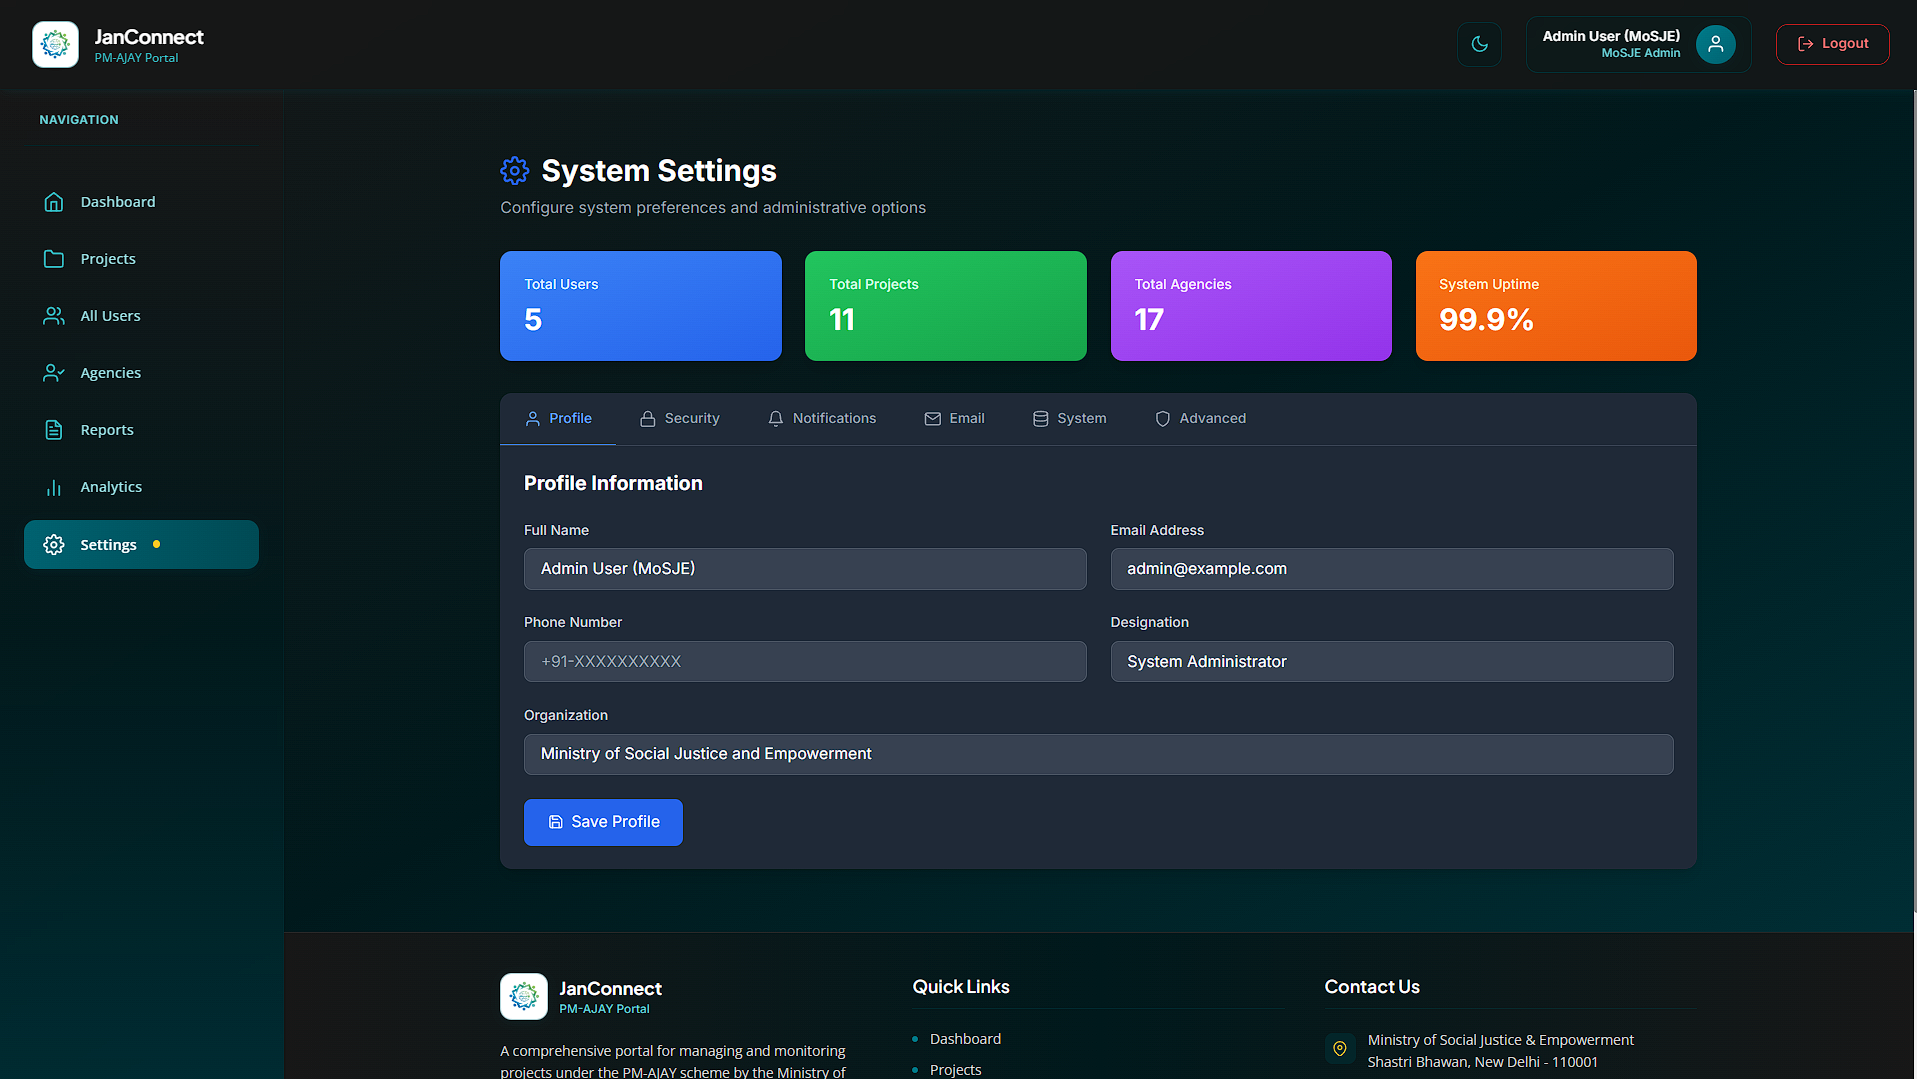 JanConnect
PM-AJAY Portal
Admin User (MoSJE)
MoSJE Admin
Logout
NAVIGATION
Dashboard
Projects
All Users
Agencies
Reports
Analytics
Settings
System Settings
Configure system preferences and administrative options
Total Users
5
Total Projects
11
Total Agencies
17
System Uptime
99.9%
Profile
Security
Notifications
Email
System
Advanced
Profile Information
Full Name
Admin User (MoSJE)
Email Address
admin@example.com
Phone Number
+91-XXXXXXXXXX
Designation
System Administrator
Organization
Ministry of Social Justice and Empowerment
Save Profile
JanConnect
PM-AJAY Portal
A comprehensive portal for managing and monitoring
projects under the PM-AJAY scheme by the Ministry of
Quick Links
Dashboard
Projects
Contact Us
Ministry of Social Justice & Empowerment
Shastri Bhawan, New Delhi - 110001